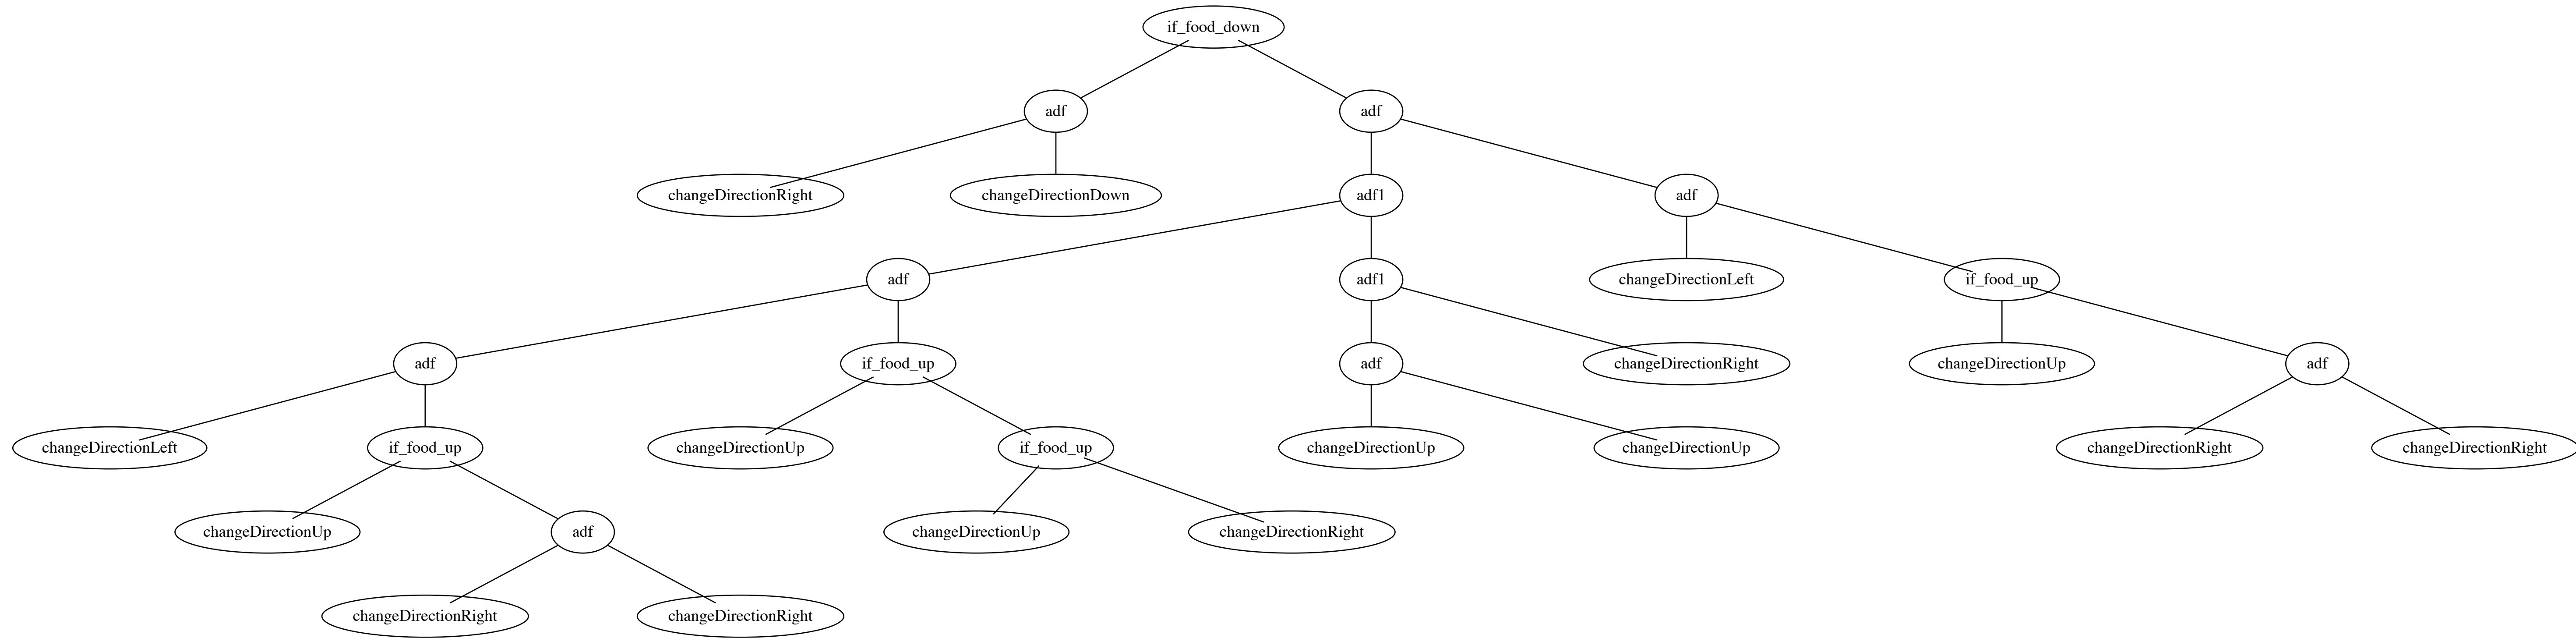 if_food_down
adf
adf
changeDirectionRight
changeDirectionDown
adf1
adf
adf
adf1
changeDirectionLeft
if_food_up
adf
if_food_up
adf
changeDirectionRight
changeDirectionUp
adf
changeDirectionLeft
if_food_up
changeDirectionUp
if_food_up
changeDirectionUp
changeDirectionUp
changeDirectionRight
changeDirectionRight
changeDirectionUp
adf
changeDirectionUp
changeDirectionRight
changeDirectionRight
changeDirectionRight